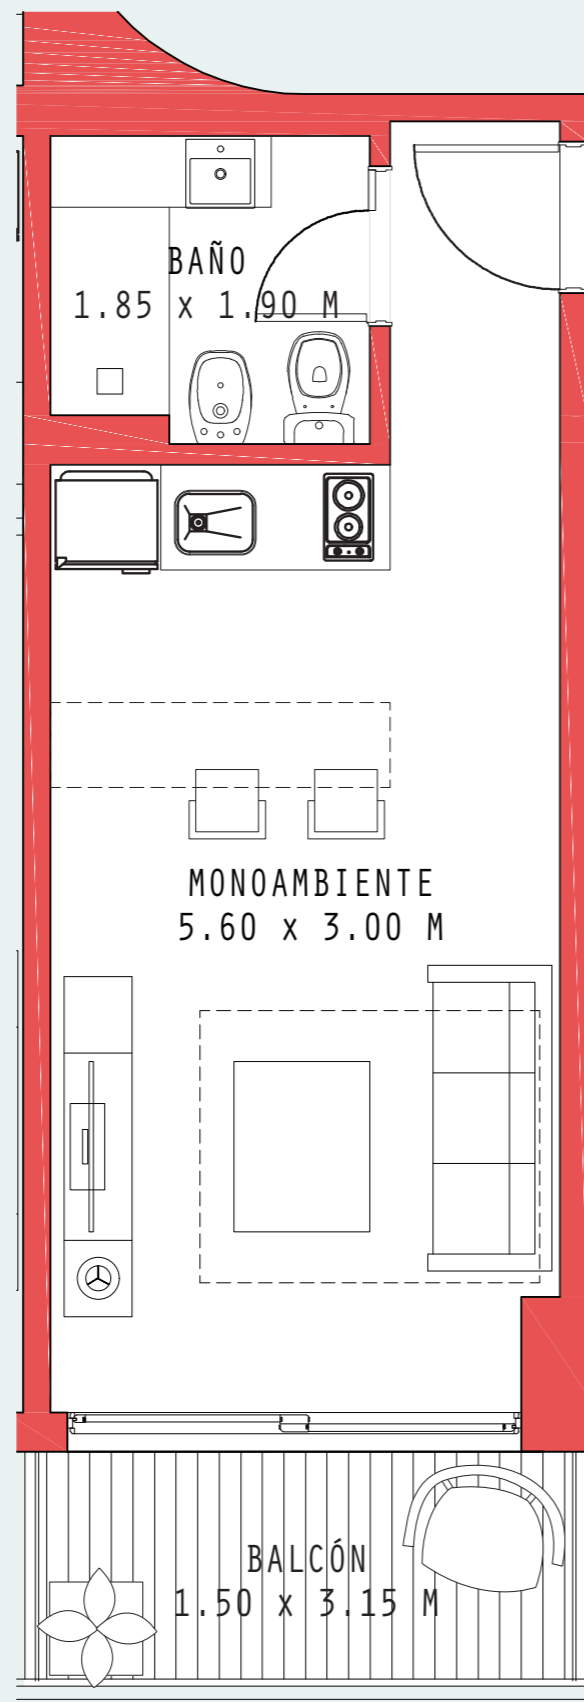 BAÑO
1.85 x 1.90 M
MONOAMBIENTE
5.60 x 3.00 M
BALCÓN
1.50 x 3.15 M